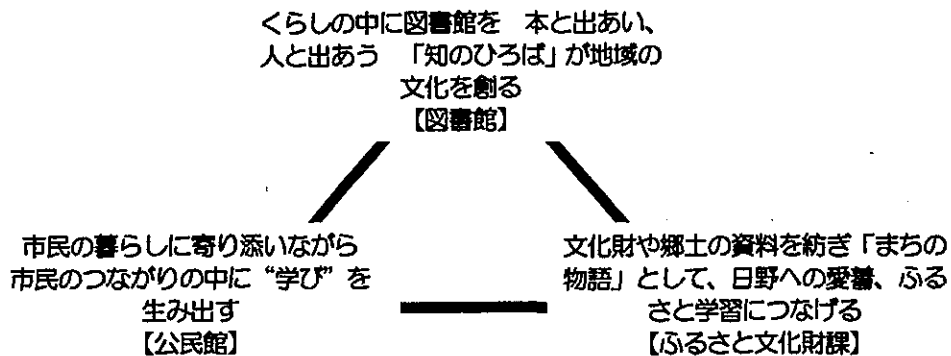 くらしの中に図書館を　本と出あい、
人と出あう　「知のひろば」が地域の
文化を創る
【図書館】
市民の暮らしに寄り添いながら
市民のつながりの中に“学び”を
生み出す
【公民館】
文化財や郷土の資料を紡ぎ「まちの
物語」として、日野への愛着、ふる
さと学習につなげる
【ふるさと文化財課】